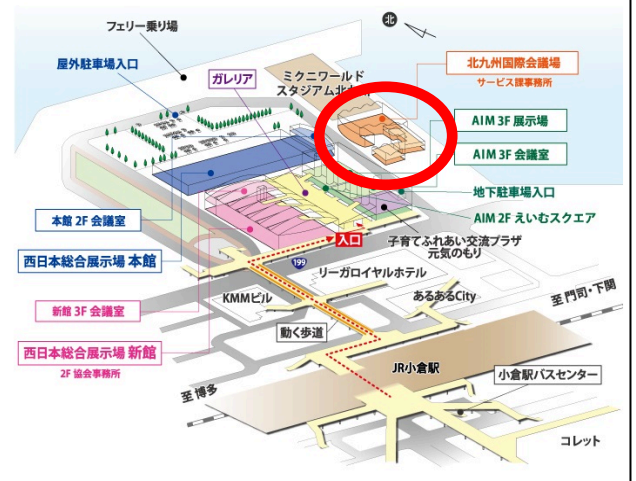 フェリー乗り場
北
屋外駐車場入口
ガレリア
ミクニワールド
スタジアム北九州
北九州国際会議場
サービス課事務所
AIM 3F 展示場
AIM 3F 会議室
地下駐車場入口
AIM 2F えいむスクエア
本館 2F 会議室
入口
子育てふれあい交流プラザ
元気のもり
西日本総合展示場 本館
199
リーガロイヤルホテル
新館 3F 会議室
KMMビル
あるあるCity
至 門司・下関
動く歩道
西日本総合展示場 新館
2F 協会事務所
JR小倉駅
小倉駅バスセンター
至 博多
コレット